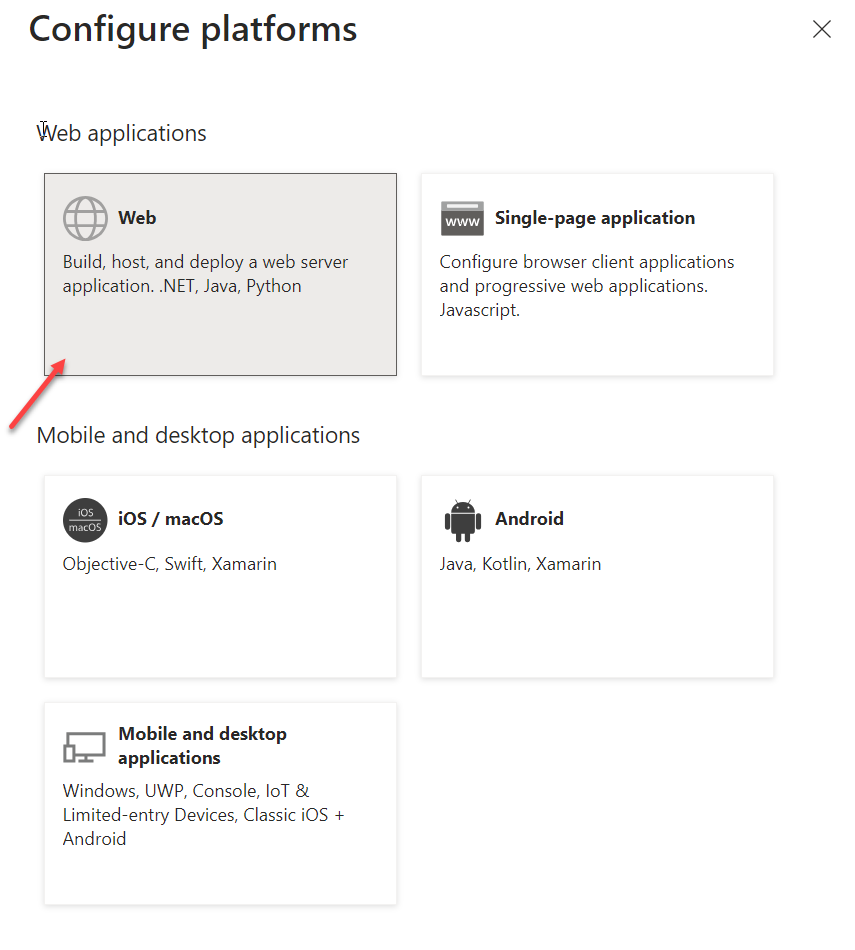 Configure platforms
Web applications
Web
Build, host, and deploy a web server
application. .NET, Java, Python
www
Single-page application
Configure browser client applications
and progressive web applications.
Javascript.
Mobile and desktop applications
iOS
macOS
iOS / macOS
Objective-C, Swift, Xamarin
Android
Java, Kotlin, Xamarin
Mobile and desktop
applications
Windows, UWP, Console, IoT &
Limited-entry Devices, Classic iOS +
Android